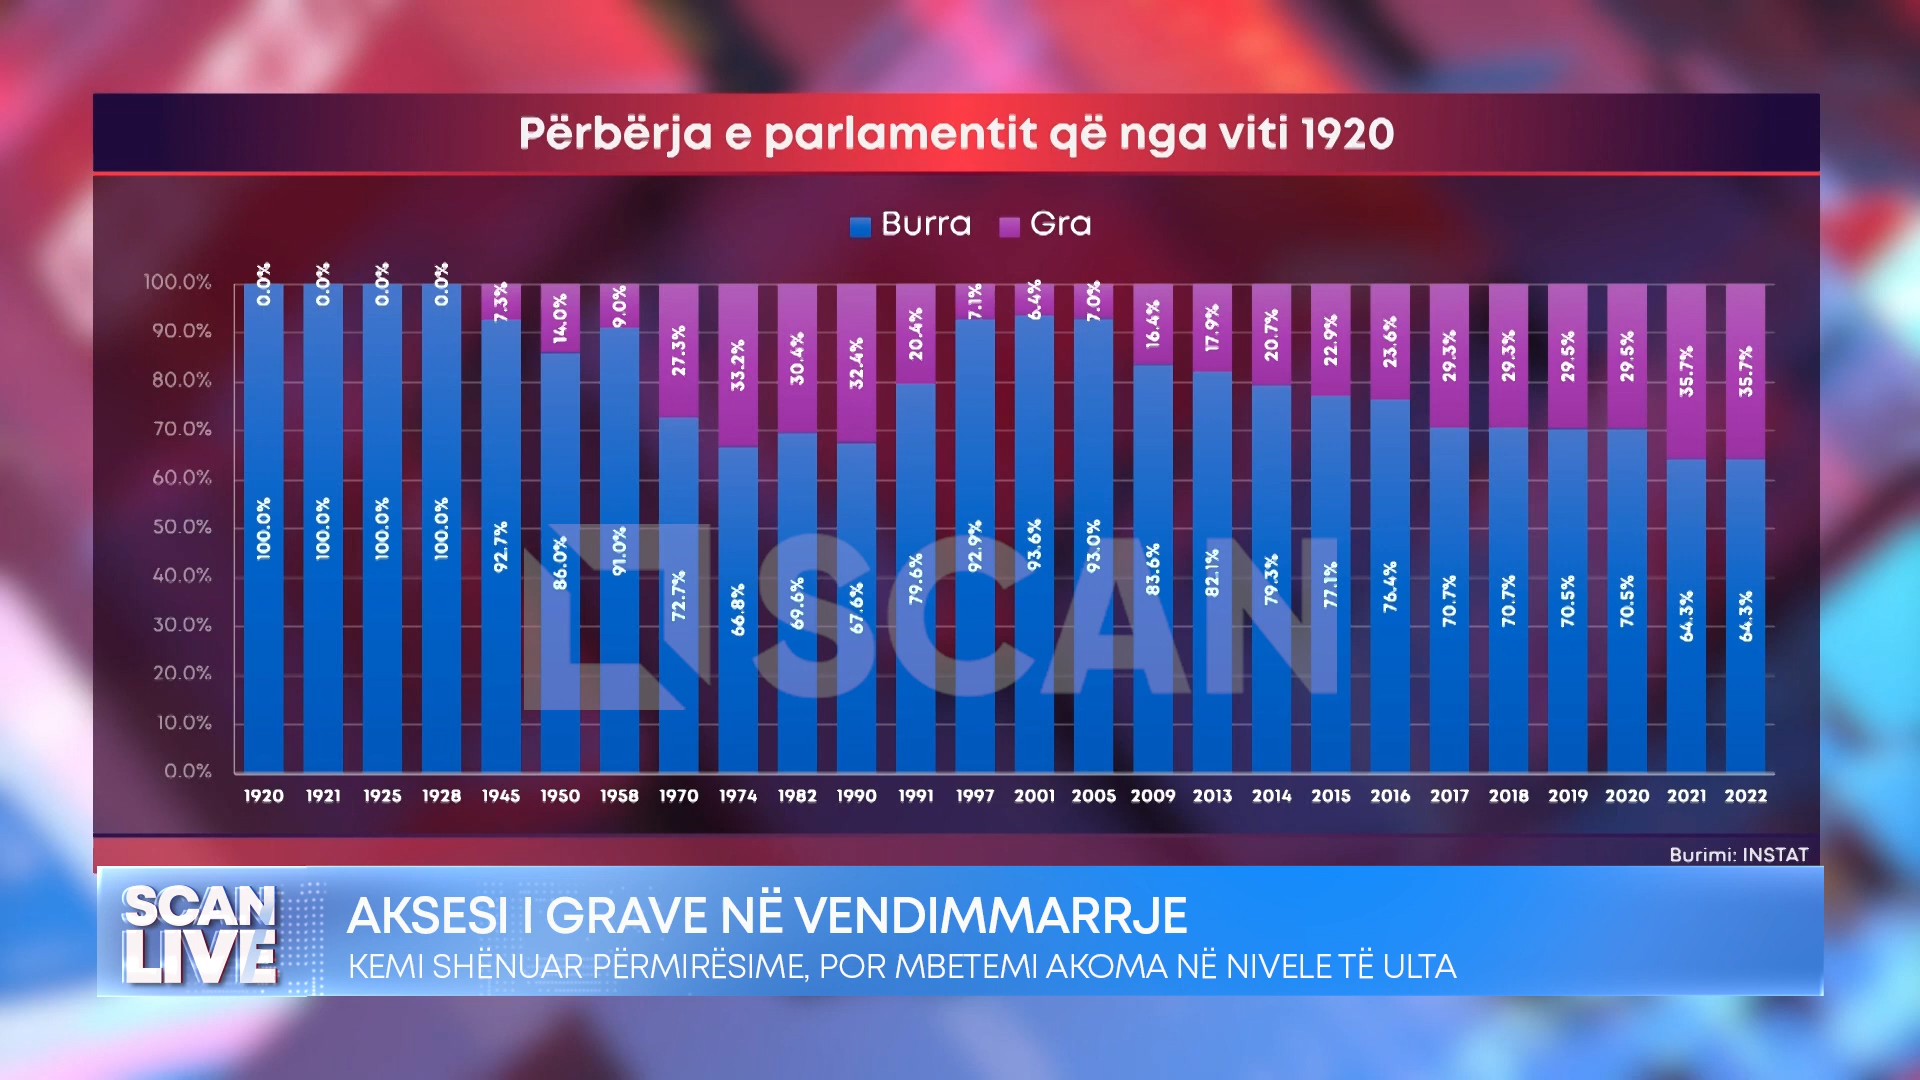 Përbërja e parlamentit që nga viti 1920
Burra Gra
100.0%
90.0%
80.0%
70.0%
60.0%
50.0%
40.0%
30.0%
20.0%
10.0%
0.0%
0.0% 0.0% 0.0% 0.0% 7.3% 14.0% 9.0% 27.3% 33.2% 30.4% 32.4% 20.4% 7.1% 6.4% 7.0% 16.4% 17.9% 20.7% 22.9% 23.6% 29.3% 29.3% 29.5% 29.5% 35.7% 35.7%
100.0% 100.0% 100.0% 100.0% 92.7% 86.0% 91.0% 72.7% 66.8% 69.6% 67.6% 79.6% 92.9% 93.6% 93.0% 83.6% 82.1% 79.3% 77.1% 76.4% 70.7% 70.7% 70.5% 70.5% 64.3% 64.3%
SCAN
1920 1921 1925 1928 1945 1950 1958 1970 1974 1982 1990 1991 1997 2001 2005 2009 2013 2014 2015 2016 2017 2018 2019 2020 2021 2022
Burimi: INSTAT
SCAN
LIVE
AKSESI I GRAVE NË VENDIMMARRJE
KEMI SHËNUAR PËRMIRËSIME, POR MBETEMI AKOMA NË NIVELE TË ULTA